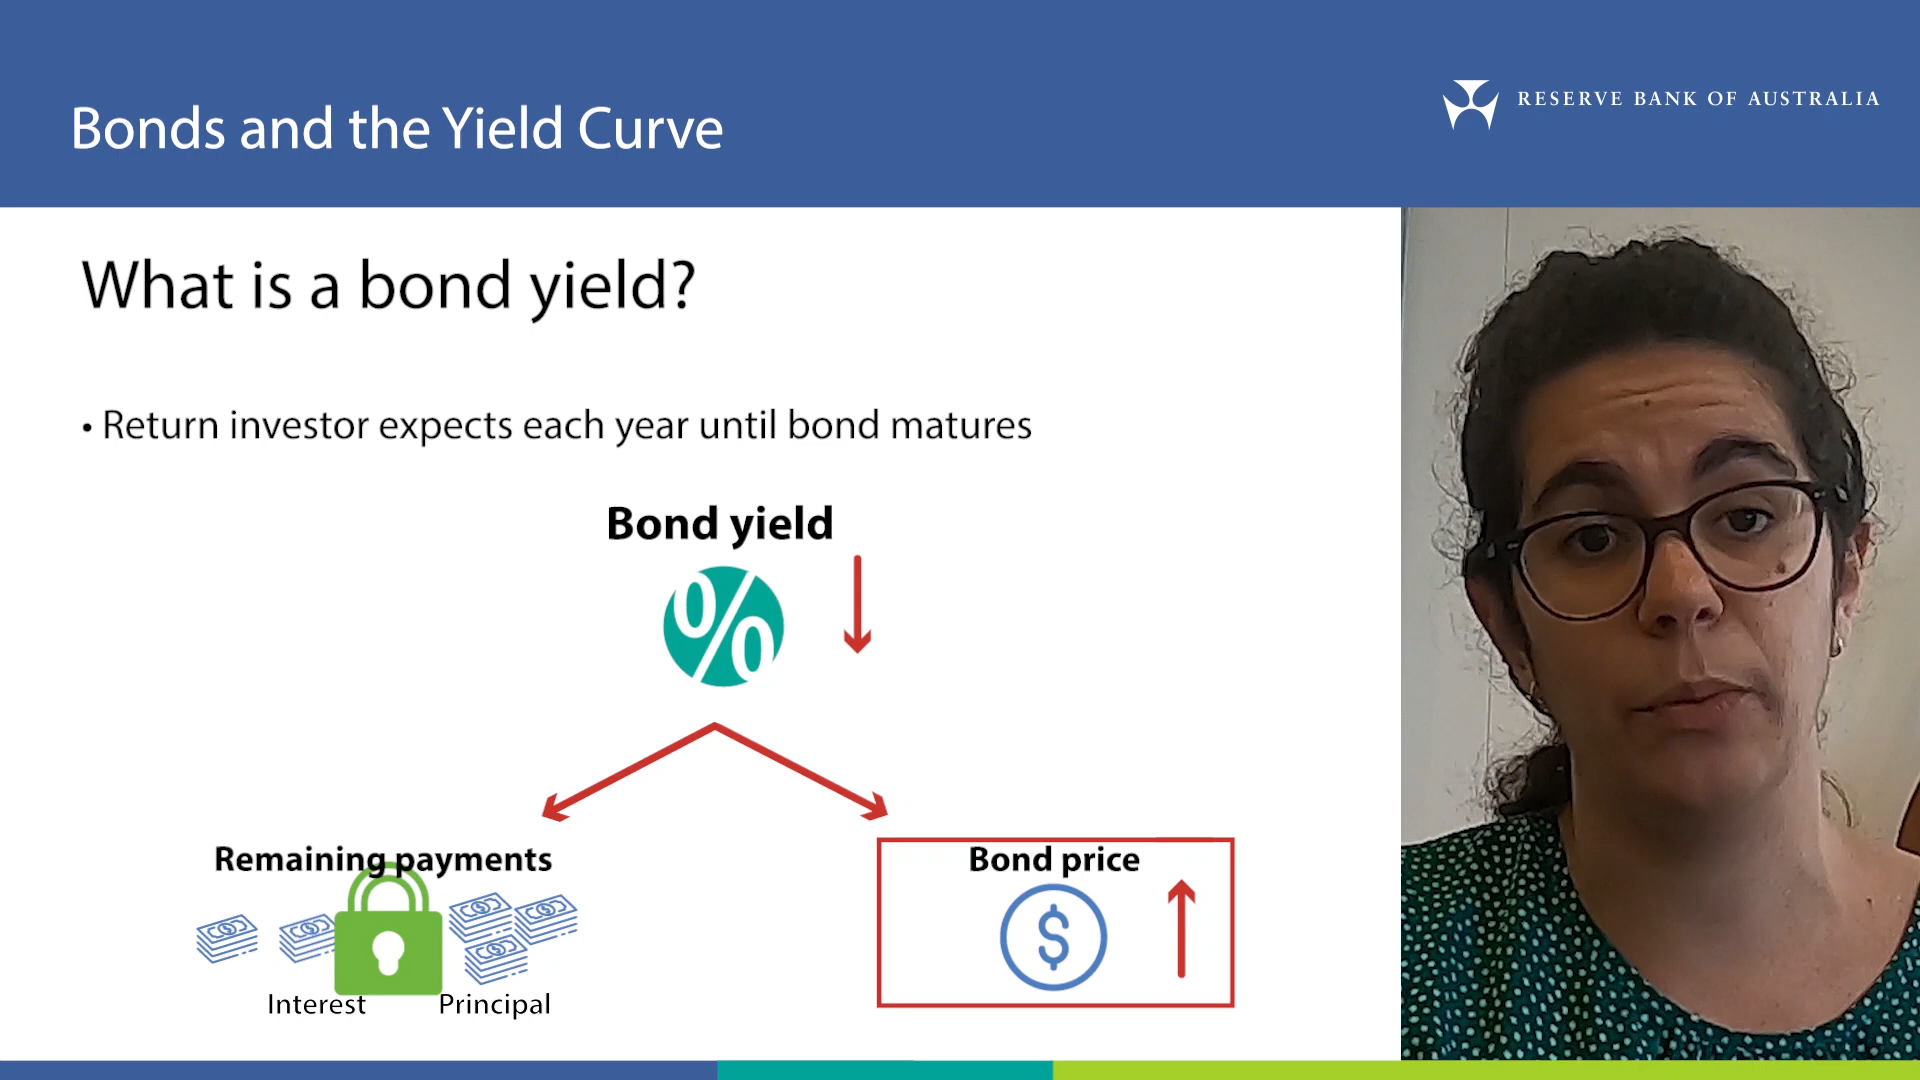 Bonds and the Yield Curve
RESERVE BANK OF AUSTRALIA
What is a bond yield?
• Return investor expects each year until bond matures
Bond yield
%
Remaining payments
Bond price
$
Interest
Principal